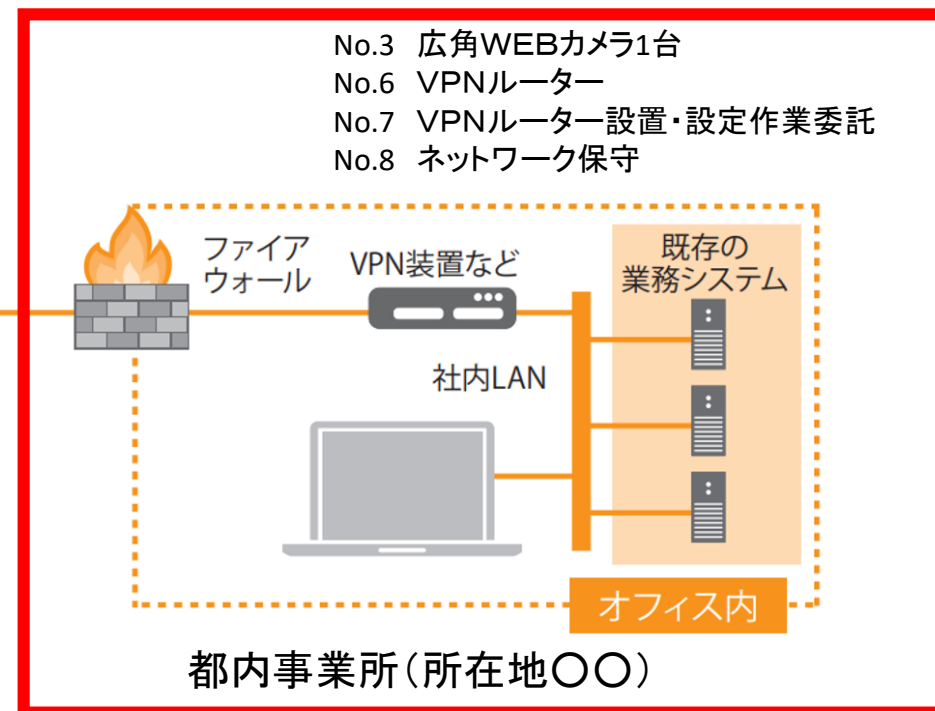 No.3 広角WEBカメラ1台
No.6 VPNルーター
No.7 VPNルーター設置・設定作業委託
No.8 ネットワーク保守
ファイア
ウォール
VPN装置など
既存の
業務システム
社内LAN
オフィス内
都内事業所(所在地〇〇)